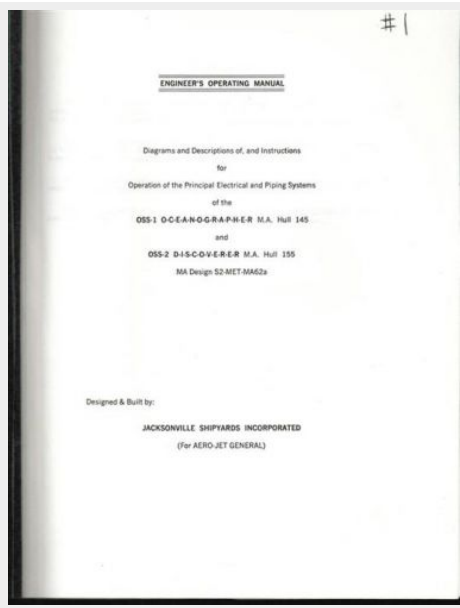 #1
ENGINEER'S OPERATING MANUAL
Diagrams and Descriptions of, and Instructions
for
Operation of the Principal Electrical and Piping Systems
of the
OSS-1 O-C-E-A-N-O-G-R-A-P-H-E-R M.A. Hull 145
and
OSS-2 D-I-S-C-O-V-E-R-E-R M.A. Hull 155
MA Design S2-MET-MA62a
Designed & Built by:
JACKSONVILLE SHIPYARDS INCORPORATED
(For AERO-JET GENERAL)